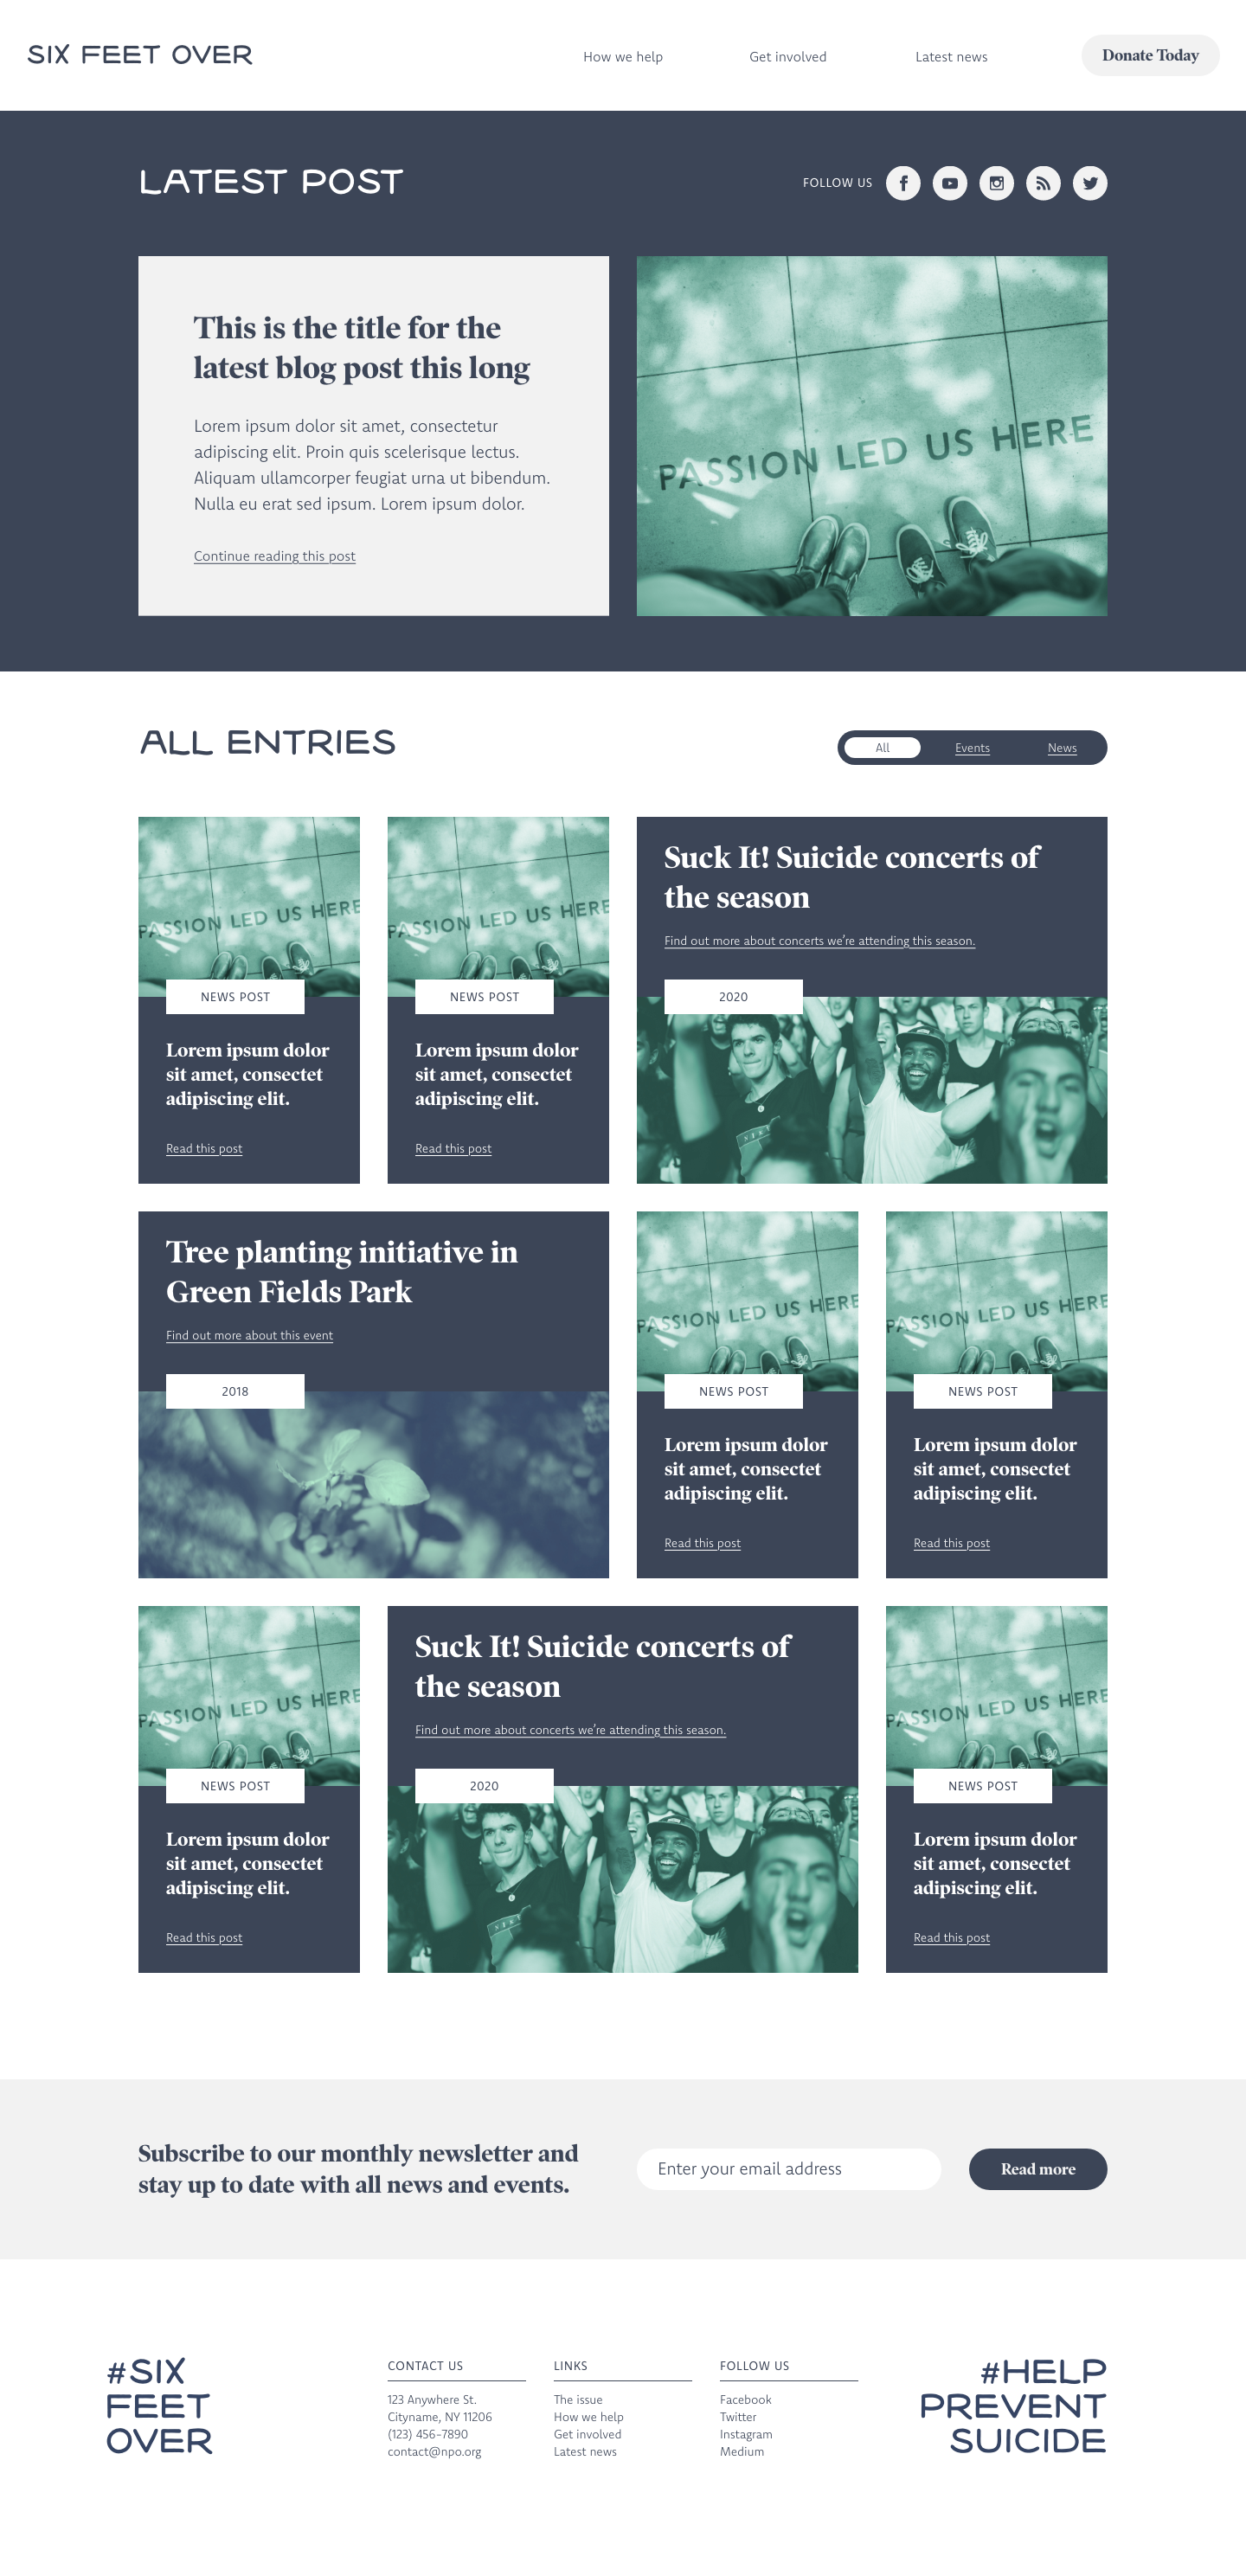 SIX FEET OVER
How we help
Get involved
Latest news
Donate Today
LATEST POST
FOLLOW US
This is the title for the
latest blog post this long
Lorem ipsum dolor sit amet, consectetur
adipiscing elit. Proin quis scelerisque lectus.
Aliquam ullamcorper feugiat urna ut bibendum.
Nulla eu erat sed ipsum. Lorem ipsum dolor.
Continue reading this post
PASSION LED US HERE
ALL ENTRIES
All
Events
News
PASSION LED US HERE
NEWS POST
Lorem ipsum dolor
sit amet, consectet
adipiscing elit.
Read this post
PASSION LED US HERE
NEWS POST
Lorem ipsum dolor
sit amet, consectet
adipiscing elit.
Read this post
Suck It! Suicide concerts of
the season
Find out more about concerts we’re attending this season.
2020
Tree planting initiative in
Green Fields Park
Find out more about this event
2018
PASSION LED US HERE
NEWS POST
Lorem ipsum dolor
sit amet, consectet
adipiscing elit.
Read this post
PASSION LED US HERE
NEWS POST
Lorem ipsum dolor
sit amet, consectet
adipiscing elit.
Read this post
PASSION LED US HERE
NEWS POST
Lorem ipsum dolor
sit amet, consectet
adipiscing elit.
Read this post
Suck It! Suicide concerts of
the season
Find out more about concerts we’re attending this season.
2020
PASSION LED US HERE
NEWS POST
Lorem ipsum dolor
sit amet, consectet
adipiscing elit.
Read this post
Subscribe to our monthly newsletter and
stay up to date with all news and events.
Enter your email address
Read more
#SIX
FEET
OVER
CONTACT US
123 Anywhere St.
Cityname, NY 11206
(123) 456-7890
contact@npo.org
LINKS
The issue
How we help
Get involved
Latest news
FOLLOW US
Facebook
Twitter
Instagram
Medium
#HELP
PREVENT
SUICIDE